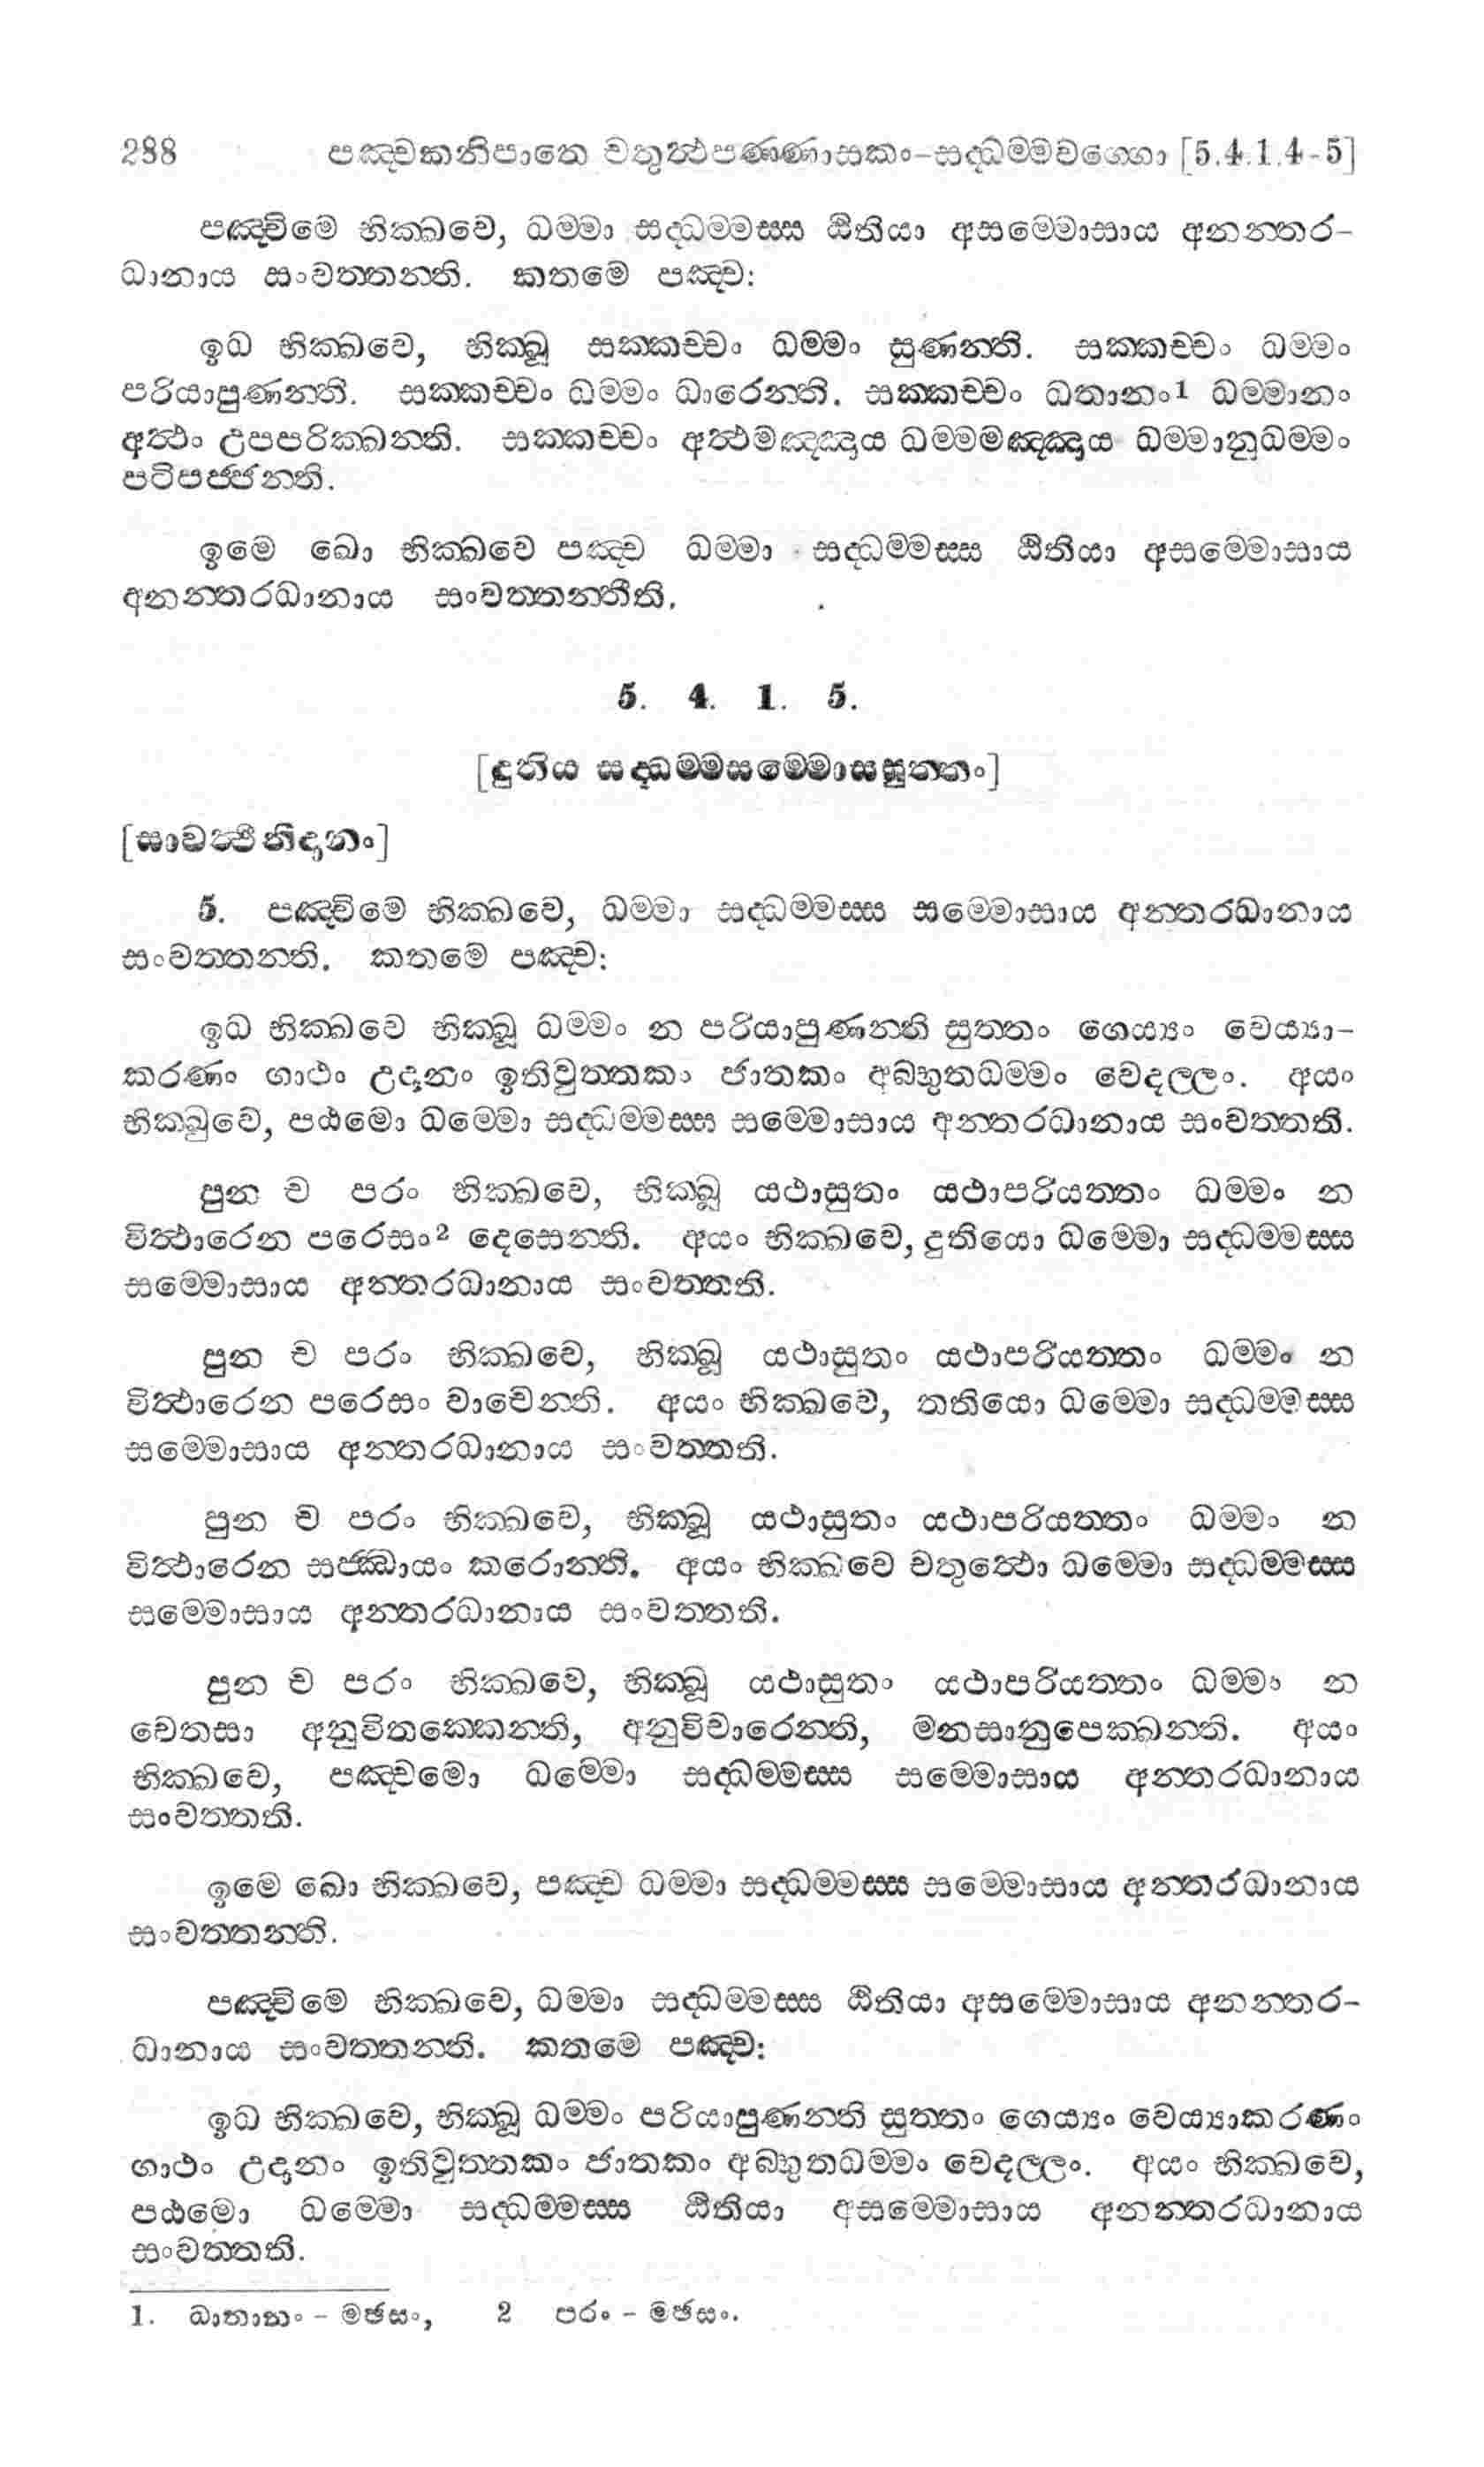 288 පඤ්චකනිපාතෙ චතුත්‍ථපණ්ණාසකං-සද්ධම්මවග්ගො [5.4.1.4-5]
පඤ්චිමෙ භික්ඛවෙ, ධම්මා සද්ධම්මස්ස ඨිතියා අසම්මොසාය අනන්තර-
ධානාය සංවත්තන්ති. කතමෙ පඤ්ච:
ඉධ භික්ඛවෙ, භික්ඛූ සක්කච්චං ධම්මං සුණන්ති. සක්කච්චං ධම්මං
පරියාපුණන්ති. සක්කච්චං ධම්මං ධාරෙන්ති. සක්කච්චං ධතානං1 ධම්මානං
අත්‍ථං උපපරික්ඛන්ති. සක්කච්චං අත්‍ථමඤ්ඤාය ධම්මමඤ්ඤාය ධම්මානුධම්මං
පටිපජ්ජන්ති.
ඉමෙ ඛො භික්ඛවෙ පඤ්ච ධම්මා සද්ධම්මස්ස ඨිතියා අසම්මොසාය
අනන්තරධානාය සංවත්තන්තීති.
5. 4. 1. 5.
[දුතිය සද්ධම්මසම්මොසසුත්තං]
[සාවත්‍ථිනිදානං]
5. පඤ්චිමෙ භික්ඛවෙ, ධම්මා සද්ධම්මස්ස සම්මොසාය අන්තරධානාය
සංවත්තන්ති. කතමෙ පඤ්ච:
ඉධ භික්ඛවෙ භික්ඛූ ධම්මං න පරියාපුණන්ති සුත්තං ගෙය්‍යං වෙය්‍යා-
කරණං ගාථං උදානං ඉතිවුත්තකං ජාතකං අබ්භුතධම්මං වෙදල්ලං. අයං
භික්ඛුවෙ, පඨමො ධම්මො සද්ධම්මස්ස සම්මොසාය අන්තරධානාය සංවත්තති.
පුන ච පරං භික්ඛවෙ, භික්ඛූ යථාසුතං යථාපරියත්තං ධම්මං න
විත්‍ථාරෙන පරෙසං2 දෙසෙන්ති. අයං භික්ඛවෙ, දුතියො ධම්මො සද්ධම්මස්ස
සම්මොසාය අන්තරධානාය සංවත්තති.
පුන ච පරං භික්ඛවෙ, භික්ඛූ යථාසුතං යථාපරියත්තං ධම්මං න
විත්‍ථාරෙන පරෙසං වාචෙන්ති. අයං භික්ඛවෙ, තතියො ධම්මො සද්ධම්මස්ස
සම්මොසාය අන්තරධානාය සංවත්තති.
පුන ච පරං භික්ඛවෙ, භික්ඛූ යථාසුතං යථාපරියත්තං ධම්මං න
විත්‍ථාරෙන සජ්ඣායං කරොන්ති. අයං භික්ඛවෙ චතුත්‍ථො ධම්මො සද්ධම්මස්ස
සම්මොසාය අන්තරධානාය සංවත්තති.
පුන ච පරං භික්ඛවෙ, භික්ඛූ යථාසුතං යථාපරියත්තං ධම්මං න
චෙතසා අනුවිතක්කෙන්ති, අනුවිචාරෙන්ති, මනසානුපෙක්ඛන්ති. අයං
භික්ඛවෙ, පඤ්චමො ධම්මො සද්ධම්මස්ස සම්මොසාය අන්තරධානාය
සංවත්තති.
ඉමෙ ඛො භික්ඛවෙ, පඤ්ච ධම්මා සද්ධම්මස්ස සම්මොසාය අන්තරධානාය
සංවත්තන්ති.
පඤ්චිමෙ භික්ඛවෙ, ධම්මා සද්ධම්මස්ස ඨිතියා අසම්මොසාය අනන්තර-
ධානාය සංවත්තන්ති. කතමෙ පඤ්ච:
ඉධ භික්ඛවෙ, භික්ඛූ ධම්මං පරියාපුණන්ති සුත්තං ගෙය්‍යං වෙය්‍යාකරණං
ගාථං උදානං ඉතිවුත්තකං ජාතකං අබ්භුතධම්මං වෙදල්ලං. අයං භික්ඛවෙ,
පඨමො ධම්මො සද්ධම්මස්ස ඨිතියා අසම්මොසාය අනන්තරධානාය
සංවත්තති.
1. ධාතානං - මඡසං, 2 පරං - මඡසං.